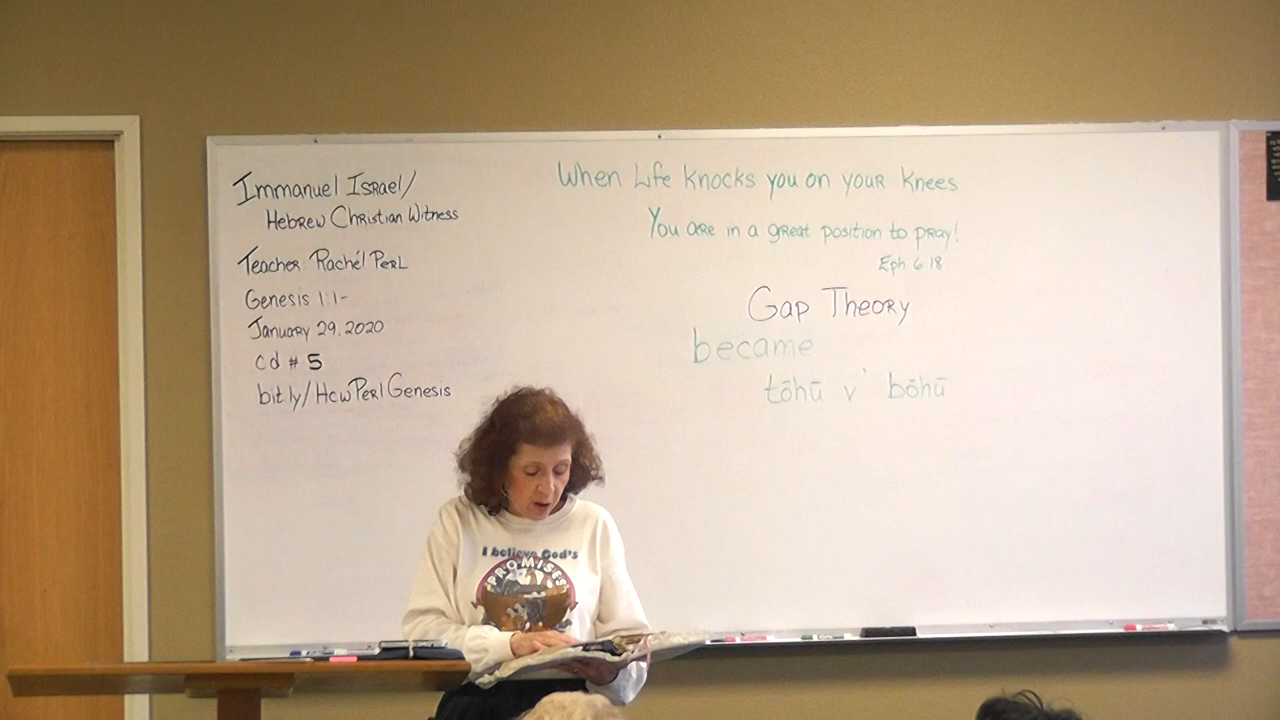 Immanuel Israel/
Hebrew Christian Witness
Teacher Rachél Perl
Genesis 1 1-
January 29, 2020
cd # 5
bit ly/HcwPerlGenesis
When Life Knocks you on your Knees
You are in a great position to pray!
Eph 6 18
Gap Theory
became
tōhū v' bōhū
I believe God's
PROMISES